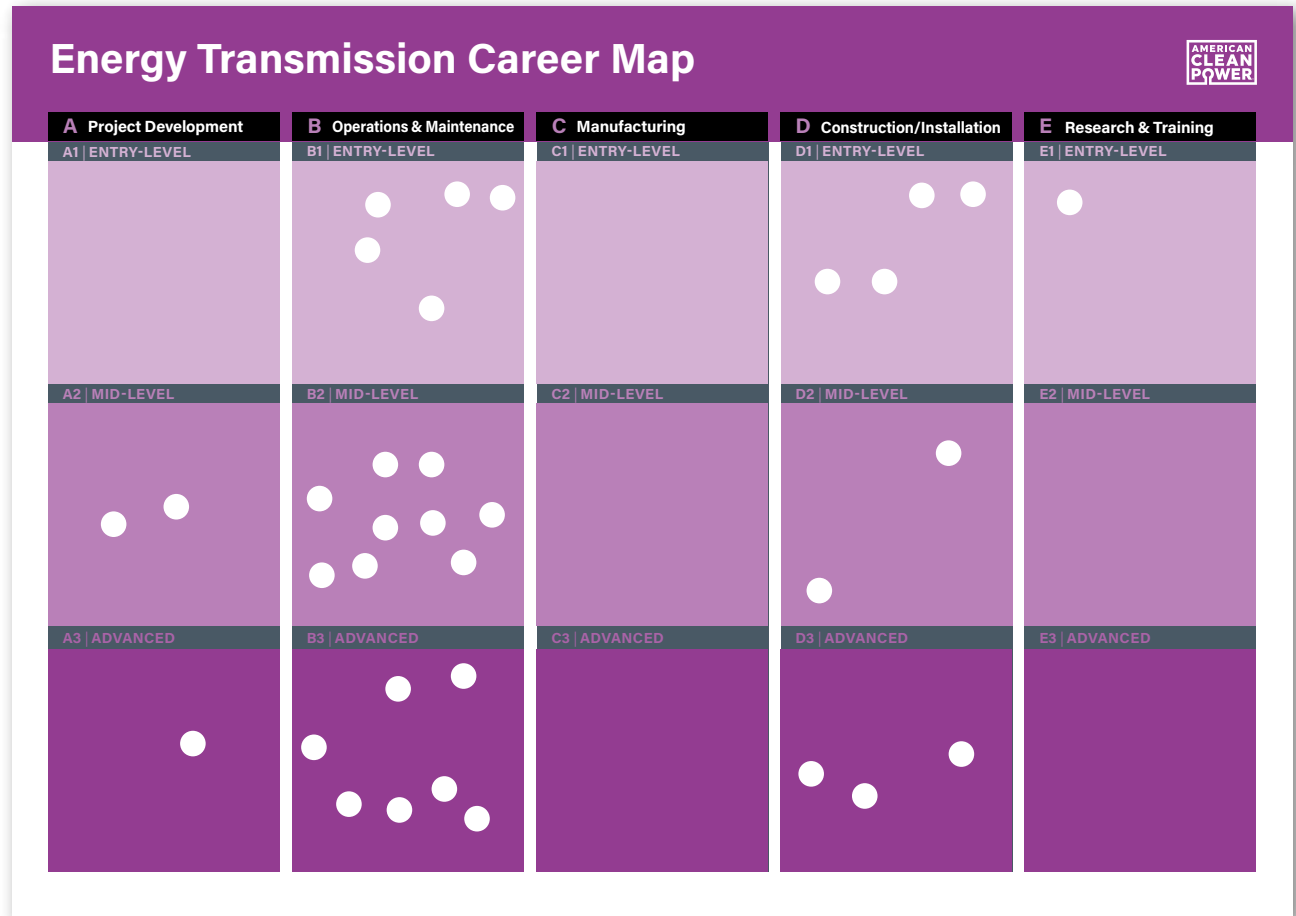 Energy Transmission Career Map
AMERICAN
CLEAN
POWER
A Project Development
B Operations & Maintenance
C Manufacturing
D Construction/Installation
E Research & Training
A1 | ENTRY-LEVEL
B1 | ENTRY-LEVEL
C1 | ENTRY-LEVEL
D1 | ENTRY-LEVEL
E1 | ENTRY-LEVEL
A2 | MID-LEVEL
B2 | MID-LEVEL
C2 | MID-LEVEL
D2 | MID-LEVEL
E2 | MID-LEVEL
A3 | ADVANCED
B3 | ADVANCED
C3 | ADVANCED
D3 | ADVANCED
E3 | ADVANCED